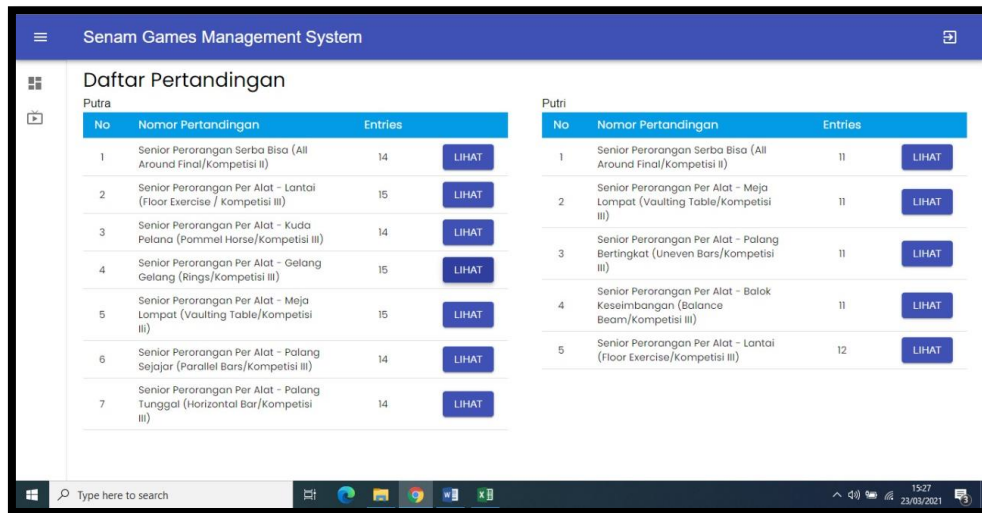 Senam Games Management System
Daftar Pertandingan
Putra
No Nomor Pertandingan Entries
1 Senior Perorangan Serba Bisa (All
Around Final/Kompetisi II) 14 LIHAT
2 Senior Perorangan Per Alat - Lantai
(Floor Exercise / Kompetisi III) 15 LIHAT
3 Senior Perorangan Per Alat - Kuda
Pelana (Pommel Horse/Kompetisi III) 14 LIHAT
4 Senior Perorangan Per Alat - Gelang
Gelang (Rings/Kompetisi III) 15 LIHAT
5 Senior Perorangan Per Alat - Meja
Lompat (Vaulting Table/Kompetisi
Iii) 15 LIHAT
6 Senior Perorangan Per Alat - Palang
Sejajar (Parallel Bars/Kompetisi III) 14 LIHAT
7 Senior Perorangan Per Alat - Palang
Tunggal (Horizontal Bar/Kompetisi
III) 14 LIHAT
Putri
No Nomor Pertandingan Entries
1 Senior Perorangan Serba Bisa (All
Around Final/Kompetisi II) 11 LIHAT
2 Senior Perorangan Per Alat - Meja
Lompat (Vaulting Table/Kompetisi
III) 11 LIHAT
3 Senior Perorangan Per Alat - Palang
Bertingkat (Uneven Bars/Kompetisi
III) 11 LIHAT
4 Senior Perorangan Per Alat - Balok
Keseimbangan (Balance
Beam/Kompetisi III) 11 LIHAT
5 Senior Perorangan Per Alat - Lantai
(Floor Exercise/Kompetisi III) 12 LIHAT
Type here to search
15:27
23/03/2021
3